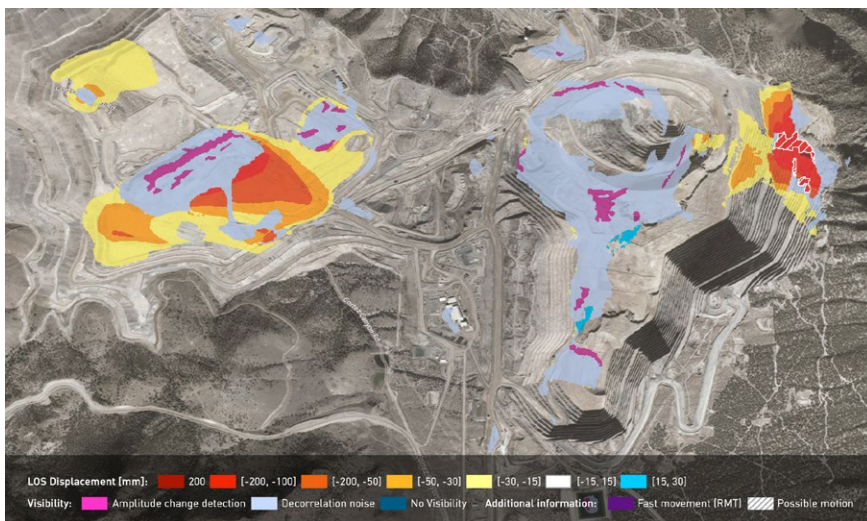 LOS Displacement [mm]: 200 [-200, -100] [-200, -50] [-50, -30] [-30, -15] [-15, 15] [15, 30]
Visibility: Amplitude change detection Decorrelation noise No Visibility Additional information: Fast movement [RMT] Possible motion